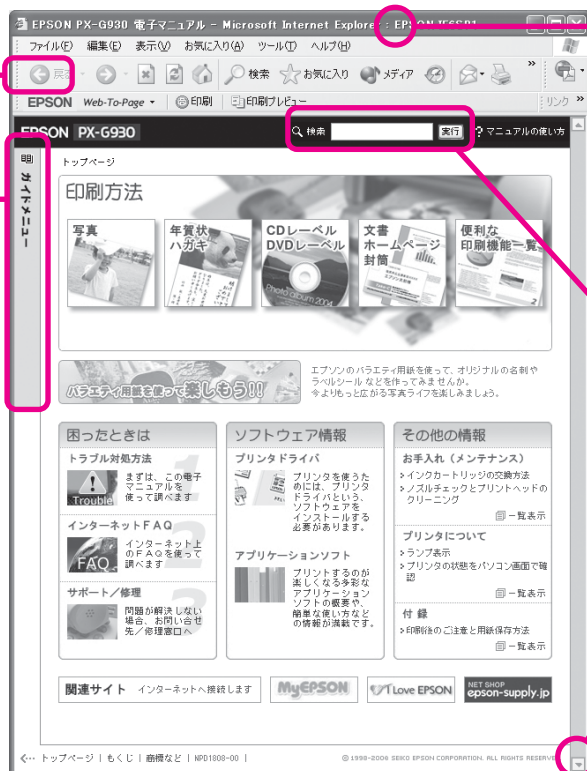 EPSON PX-G930 電子マニュアル - Microsoft Internet Explorer : EPSON IE6SP1
ファイル(F) 編集(E) 表示(V) お気に入り(A) ツール(T) ヘルプ(H)
戻る 検索 お気に入り メディア
EPSON Web-To-Page EP印刷 印刷プレビュー リンク
EPSON PX-G930 検索 実行 ? マニュアルの使い方
ガイドメニュー
トップページ
印刷方法
写真
年賀状
ハガキ
CDレーベル
DVDレーベル
Photo album 2004
文書
ホームページ
封筒
便利な
印刷機能一覧
バラエティ用紙を使って楽しもう!!
エプソンのバラエティ用紙を使って、オリジナルの名刺や
ラベルシールなどを作ってみませんか。
今よりもっと広がる写真ライフを楽しみましょう。
困ったときは
トラブル対処方法
Trouble
1
まずは、この電子
マニュアルを
使って調べます
インターネットFAQ
FAQ
2
インターネット上
のFAQを使って
調べます
サポート/修理
3
問題が解決しない
場合、お問い合せ
先/修理窓口へ
ソフトウェア情報
プリンタドライバ
プリンタを使うた
めには、プリンタ
ドライバという、
ソフトウェアを
インストールする
必要があります。
アプリケーションソフト
プリントするのが
楽しくなる多彩な
アプリケーション
ソフトの概要や、
簡単な使い方など
の情報が満載です。
その他の情報
お手入れ(メンテナンス)
>インクカートリッジの交換方法
>ノズルチェックとプリントヘッドの
クリーニング
一覧表示
プリンタについて
>ランプ表示
>プリンタの状態をパソコン画面で確
認
一覧表示
付 録
>印刷後のご注意と用紙保存方法
一覧表示
関連サイト インターネットへ接続します
MyEPSON
I Love EPSON
NET SHOP
epson-supply.jp
トップページ | もくじ | 商標など | NPD1808-00 |
© 1998-2006 SEIKO EPSON CORPORATION. ALL RIGHTS RESERVE